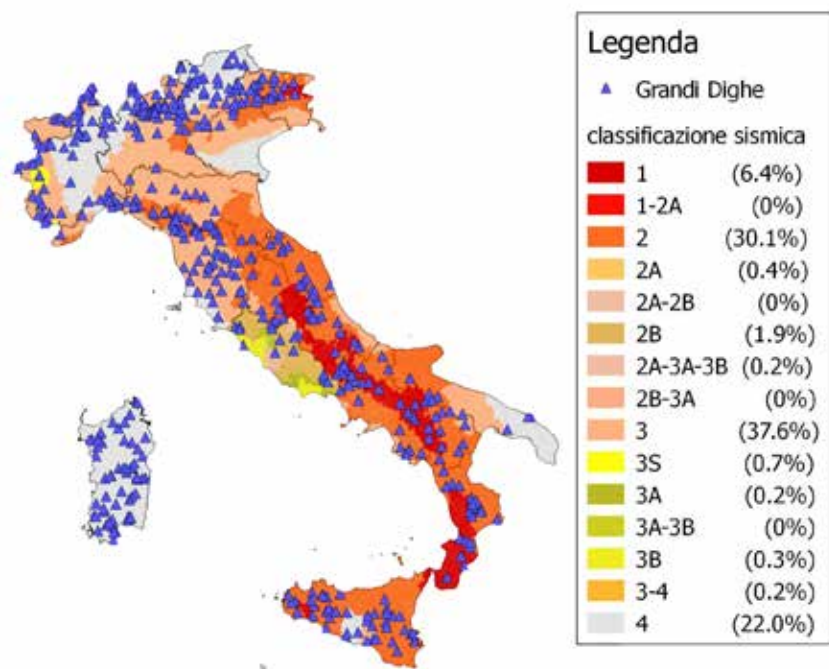 Legenda
Grandi Dighe
classificazione sismica
1 (6.4%)
1-2A (0%)
2 (30.1%)
2A (0.4%)
2A-2B (0%)
2B (1.9%)
2A-3A-3B (0.2%)
2B-3A (0%)
3 (37.6%)
3S (0.7%)
3A (0.2%)
3A-3B (0%)
3B (0.3%)
3-4 (0.2%)
4 (22.0%)